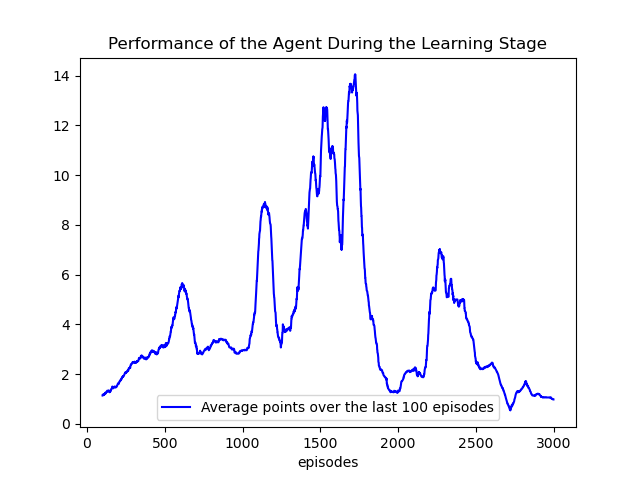 Performance of the Agent During the Learning Stage
14
12
10
8
6
4
2
0
Average points over the last 100 episodes
0 500 1000 1500 2000 2500 3000
episodes